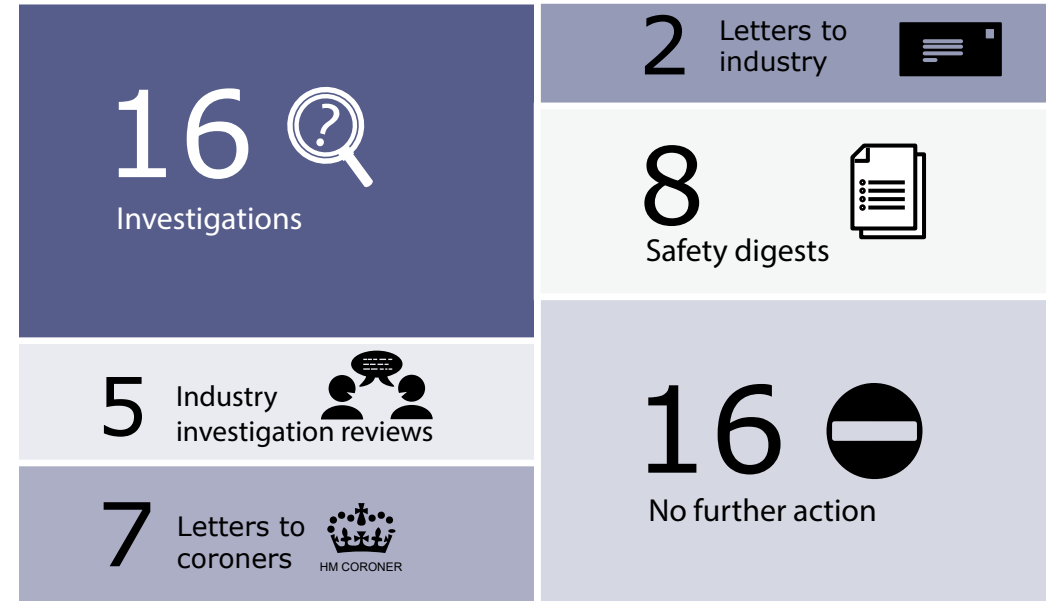 16
?
Investigations
5
Industry
investigation reviews
7
Letters to
coroners
HM CORONER
2
Letters to
industry
8
Safety digests
16
No further action